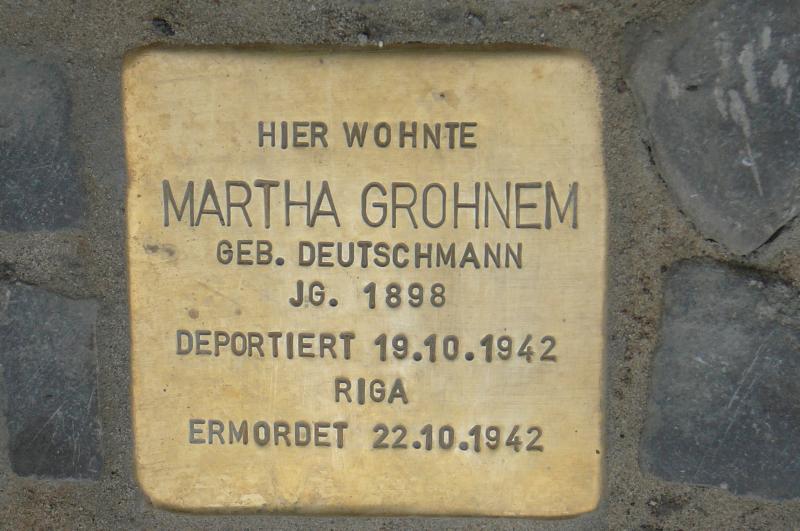 HIER WOHNTE
MARTHA GROHNEM
GEB. DEUTSCHMANN
JG. 1898
DEPORTIERT 19.10.1942
RIGA
ERMORDET 22.10.1942